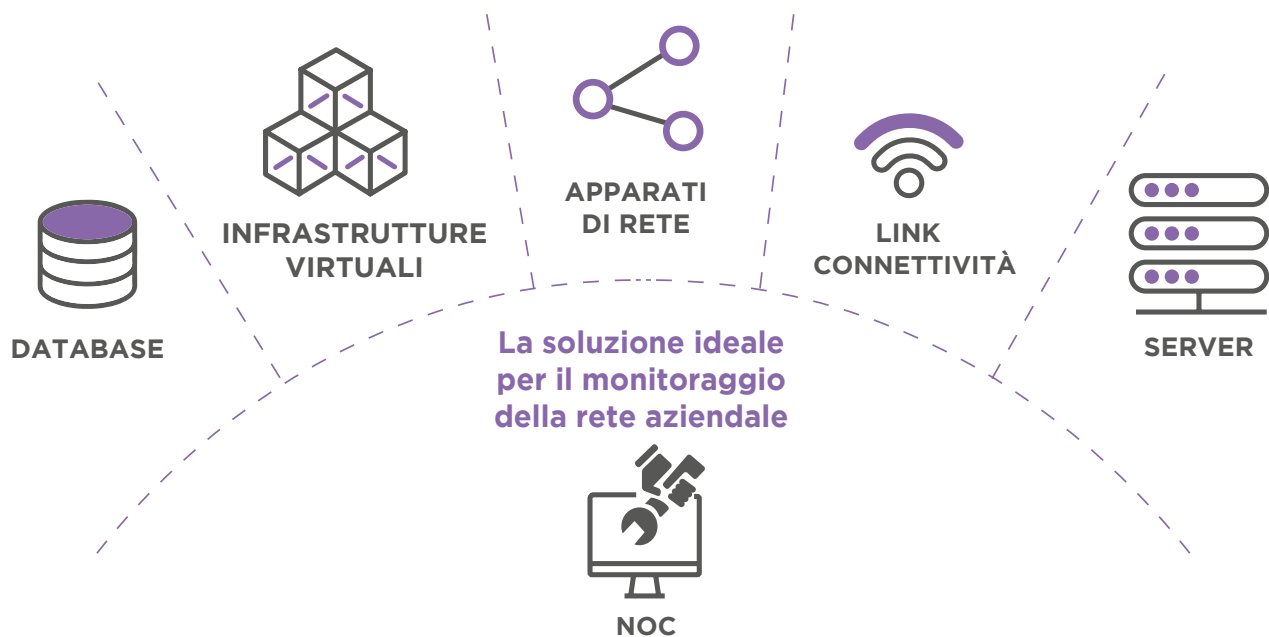 DATABASE
INFRASTRUTTURE
VIRTUALI
APPARATI
DI RETE
LINK
CONNETTIVITÀ
SERVER
La soluzione ideale
per il monitoraggio
della rete aziendale
NOC